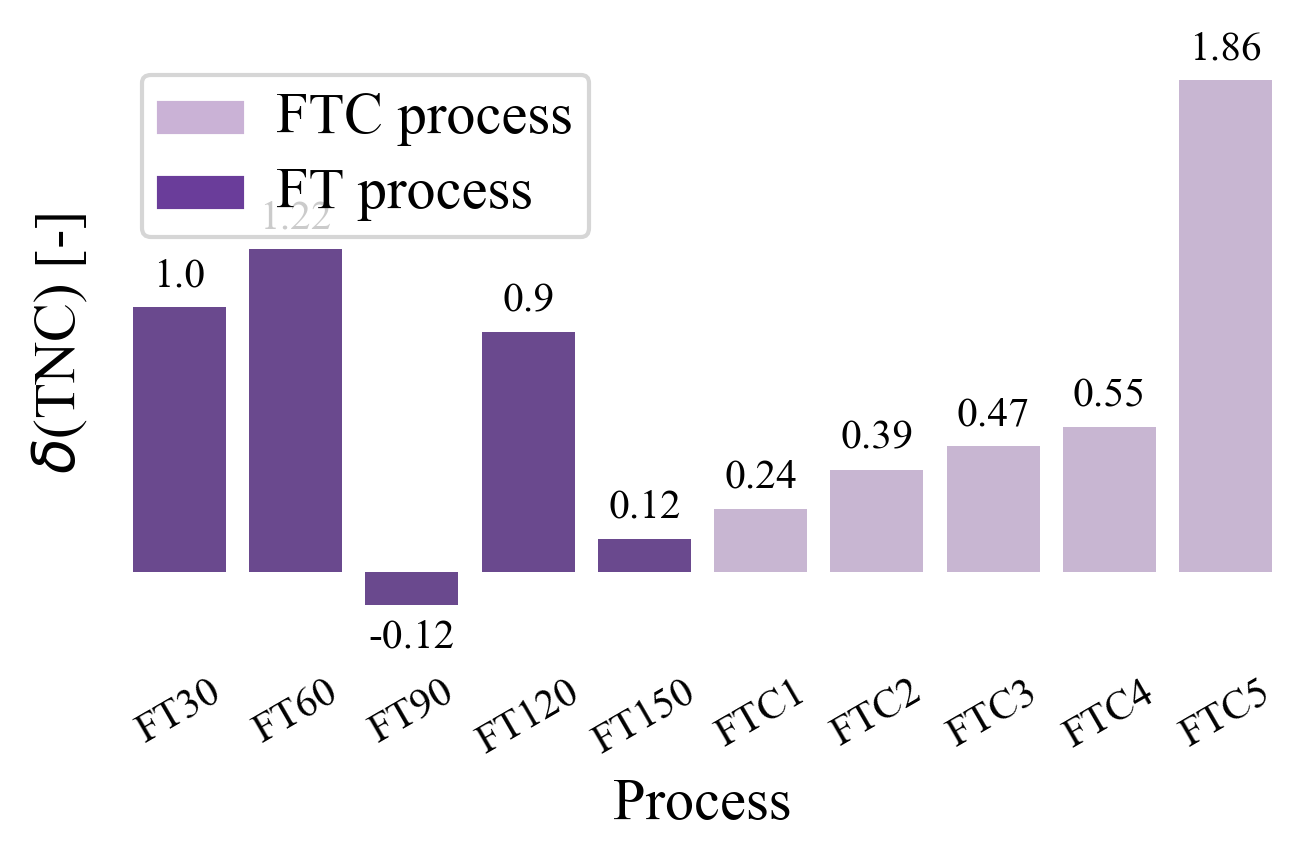 1.86
FTC process
FT process
1.22
1.0
0.9
0.55
0.47
0.39
0.24
0.12
-0.12
δ(TNC) [-]
FT30
FT60
FT90
FT120
FT150
FTC1
FTC2
FTC3
FTC4
FTC5
Process